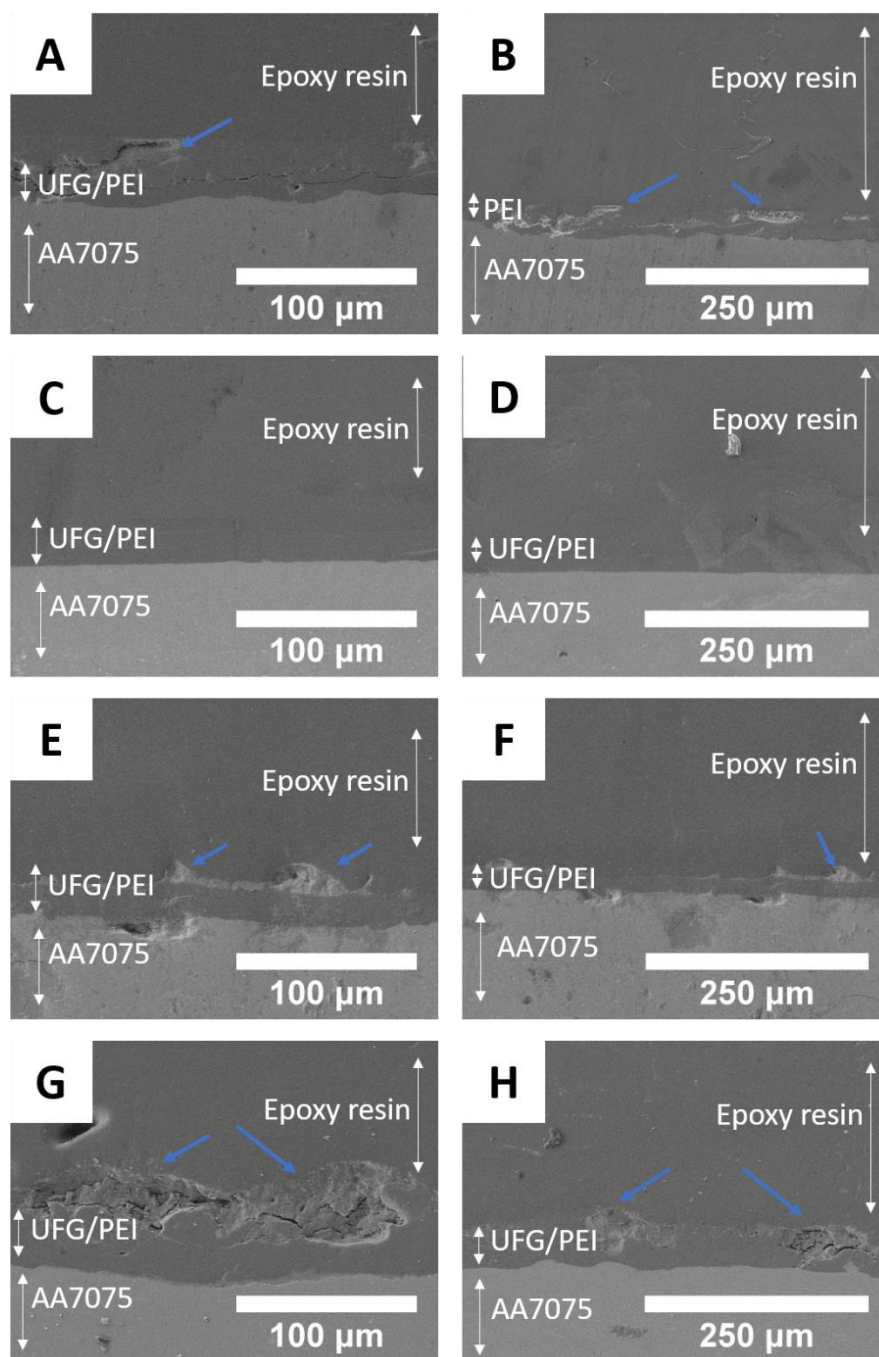 A
Epoxy resin
UFG/PEI
AA7075
100 µm
B
Epoxy resin
PEI
AA7075
250 µm
C
Epoxy resin
UFG/PEI
AA7075
100 µm
D
Epoxy resin
UFG/PEI
AA7075
250 µm
E
Epoxy resin
UFG/PEI
AA7075
100 µm
F
Epoxy resin
UFG/PEI
AA7075
250 µm
G
Epoxy resin
UFG/PEI
AA7075
100 µm
H
Epoxy resin
UFG/PEI
AA7075
250 µm